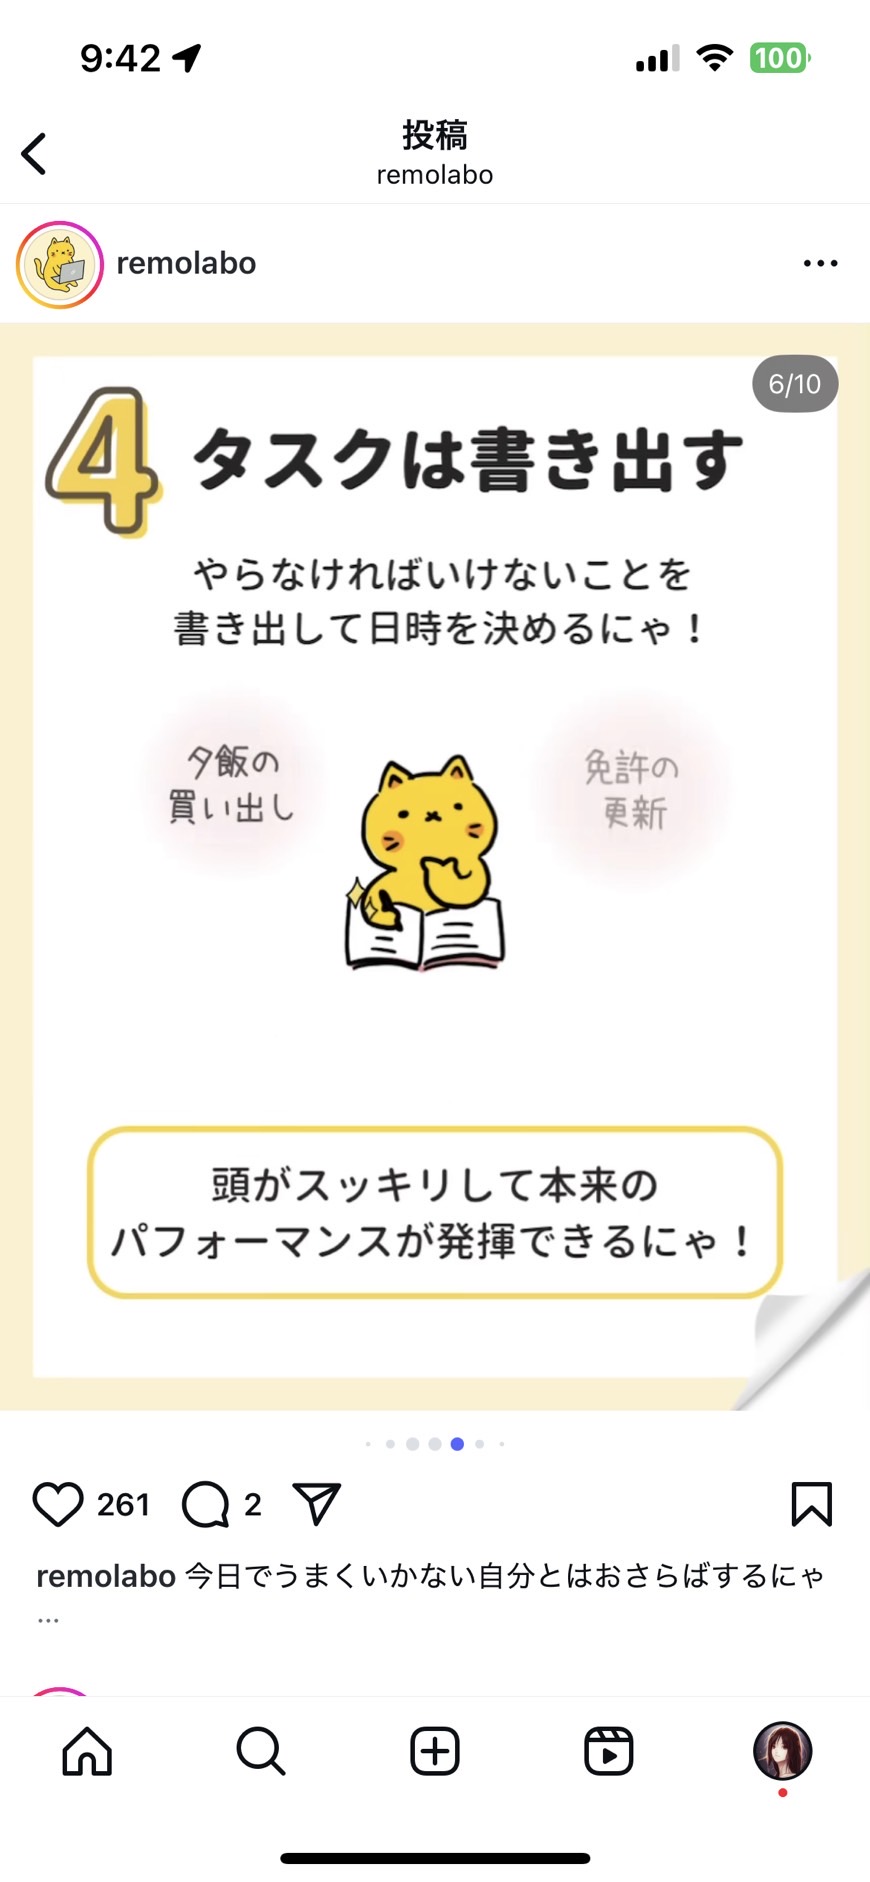 9:42
100
投稿
remolabo
remolabo
6/10
4 タスクは書き出す
やらなければいけないことを
書き出して日時を決めるにゃ！
夕飯の
買い出し
免許の
更新
頭がスッキリして本来の
パフォーマンスが発揮できるにゃ！
261 2
remolabo 今日でうまくいかない自分とはおさらばするにゃ
...